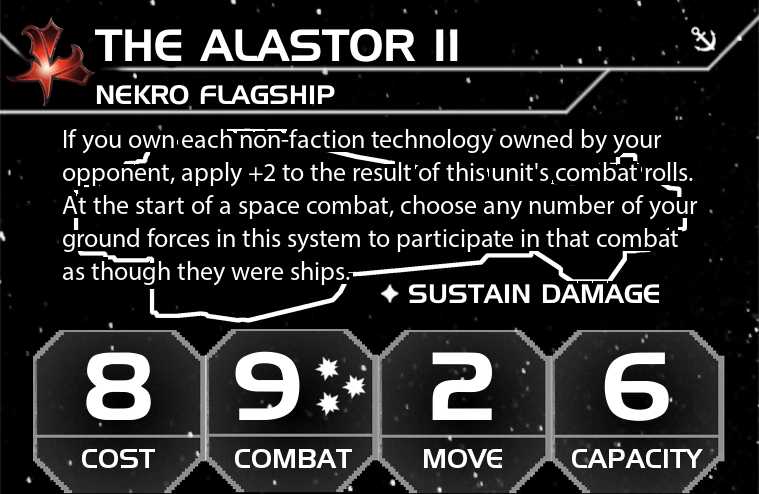 THE ALASTOR II
NEKRO FLAGSHIP
If you own each non-faction technology owned by your
opponent, apply +2 to the result of this unit's combat rolls.
At the start of a space combat, choose any number of your
ground forces in this system to participate in that combat
as though they were ships.
SUSTAIN DAMAGE
8 9 2 6
COST COMBAT MOVE CAPACITY